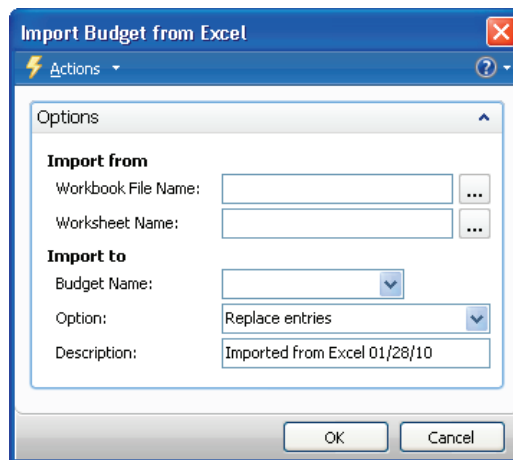 Import Budget from Excel
Actions
Options
Import from
Workbook File Name:
...
Worksheet Name:
...
Import to
Budget Name:
Option: Replace entries
Description: Imported from Excel 01/28/10
OK Cancel